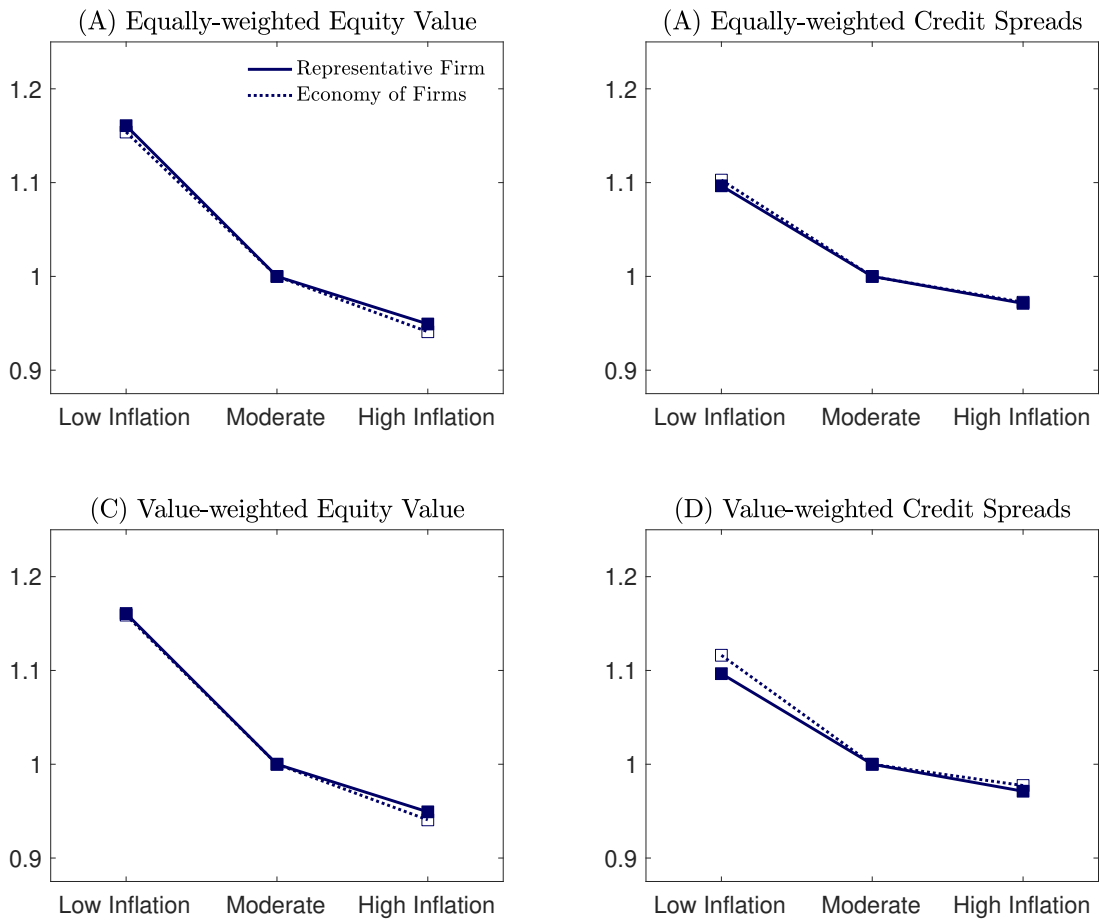 (A) Equally-weighted Equity Value
1.2
1.1
1
0.9
Representative Firm
Economy of Firms
Low Inflation Moderate High Inflation
(A) Equally-weighted Credit Spreads
1.2
1.1
1
0.9
Low Inflation Moderate High Inflation
(C) Value-weighted Equity Value
1.2
1.1
1
0.9
Low Inflation Moderate High Inflation
(D) Value-weighted Credit Spreads
1.2
1.1
1
0.9
Low Inflation Moderate High Inflation